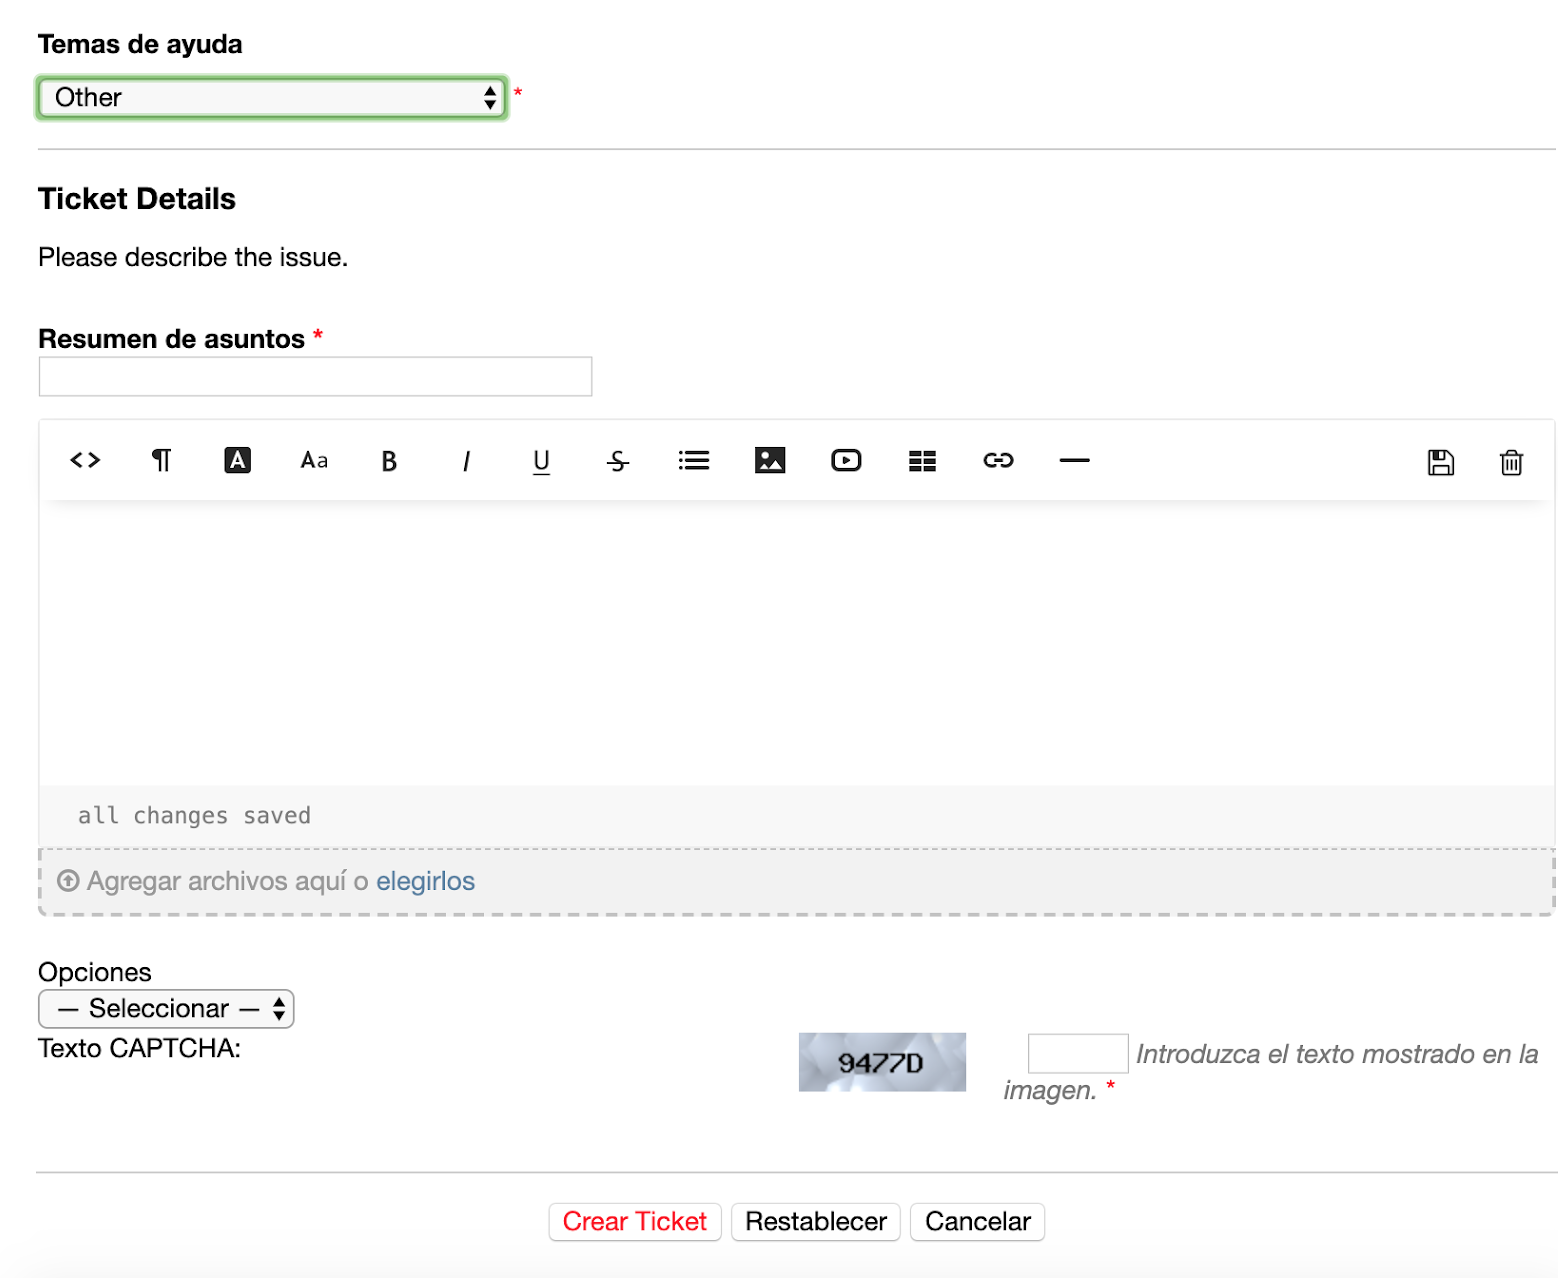 Temas de ayuda
Other *
Ticket Details
Please describe the issue.
Resumen de asuntos *
A Aa B I U S
all changes saved
Agregar archivos aquí o elegirlos
Opciones
— Seleccionar —
Texto CAPTCHA: 9477D Introduzca el texto mostrado en la
imagen. *
Crear Ticket Restablecer Cancelar